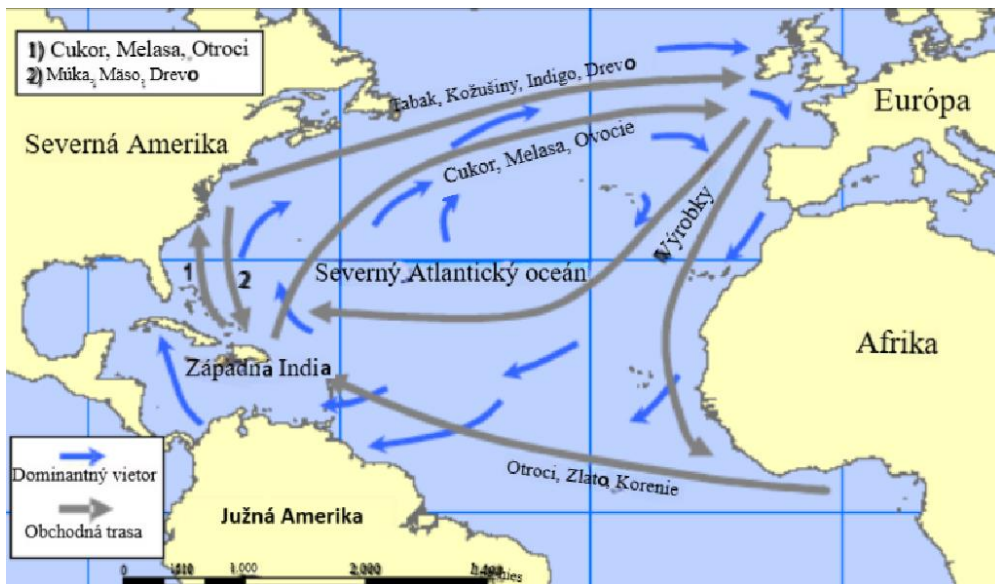 1) Cukor, Melasa, Otroci
2) Múka, Mäso, Drevo
Tabak, Kožušiny, Indigo, Drevo
Európa
Severná Amerika
Cukor, Melasa, Ovocie
Výrobky
1
2
Severný Atlantický oceán
Afrika
Západná India
Dominantný vietor
Otroci, Zlato, Korenie
Južná Amerika
Obchodná trasa
0 1.000 2,000